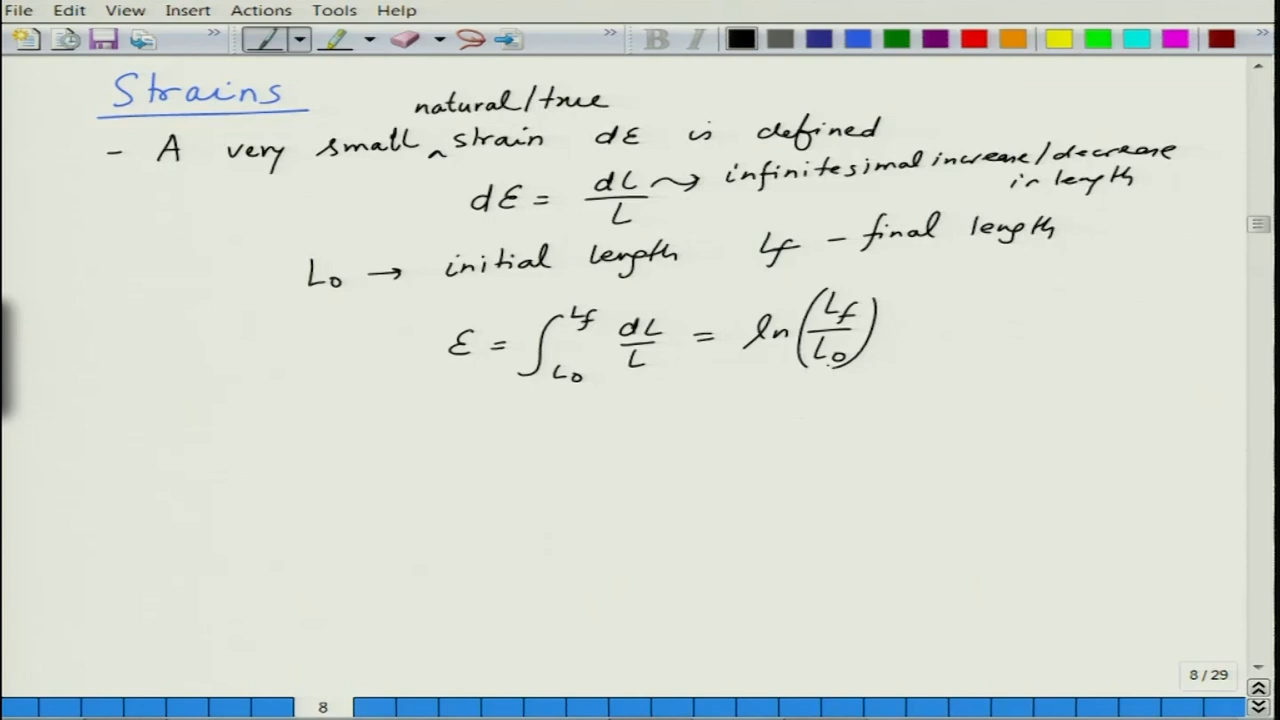 File Edit View Insert Actions Tools Help
B I
Strains
natural/true
- A very small ^ strain dε is defined
dε = dL/L → infinitesimal increase/decrease
in length
L₀ → initial length Lf - final length
ε = ∫_{L₀}^{Lf} dL/L = ln(Lf/L₀)
8 / 29
8